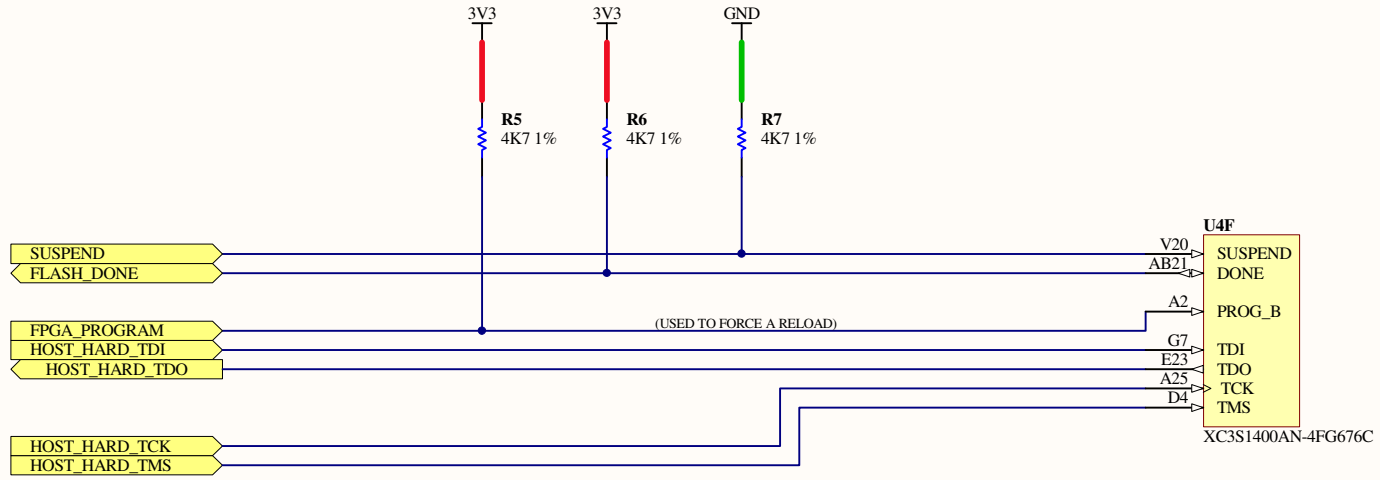 3V3
3V3
GND
R5
4K7 1%
R6
4K7 1%
R7
4K7 1%
U4F
SUSPEND
V20
SUSPEND
FLASH_DONE
AB21
DONE
A2
PROG_B
FPGA_PROGRAM
(USED TO FORCE A RELOAD)
HOST_HARD_TDI
G7
TDI
HOST_HARD_TDO
E23
TDO
A25
TCK
D4
TMS
HOST_HARD_TCK
HOST_HARD_TMS
XC3S1400AN-4FG676C